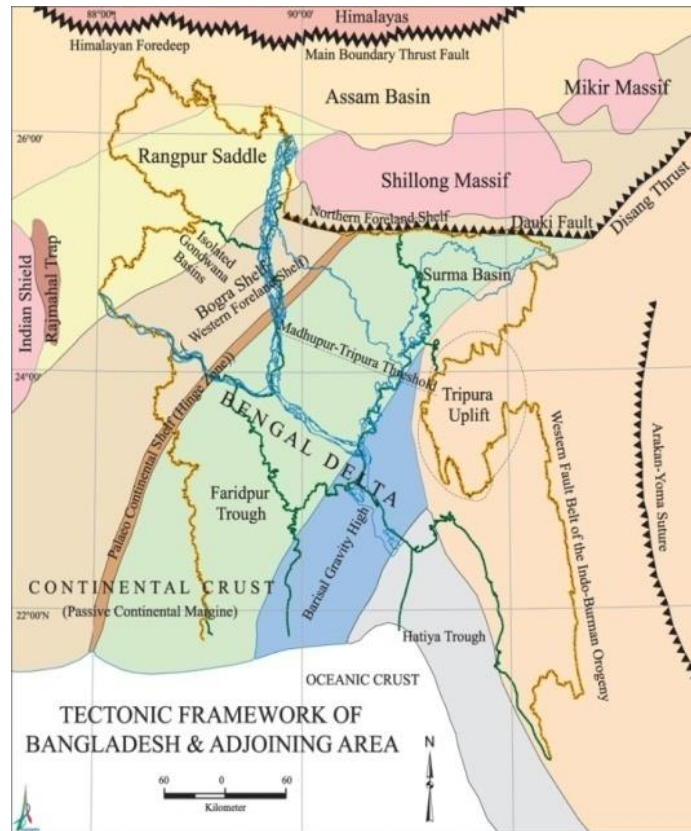 Himalayas
Himalayan Foredeep
Main Boundary Thrust Fault
88°00'
90°00'
Assam Basin
Mikir Massif
26°00'
Rangpur Saddle
Shillong Massif
Disang Thrust
Northern Foreland Shelf
Dauki Fault
Indian Shield
Rajmahal Trap
Isolated
Gondwana
Basins
Bogra Shelf
( Western Foreland Shelf)
Surma Basin
Madhupur-Tripura Threshold
24°00'
Tripura
Uplift
BENGAL DELTA
Palaeo Continental Shelf (Hinge Zone))
Faridpur
Trough
Barisal Gravity High
Western Fault Belt of the Indo-Burman Orogeny
Arakan-Yoma Suture
CONTINENTAL CRUST
(Passive Continental Margine)
22°00'N
Hatiya Trough
OCEANIC CRUST
TECTONIC FRAMEWORK OF
BANGLADESH & ADJOINING AREA
N
60 0 60
Kilometer